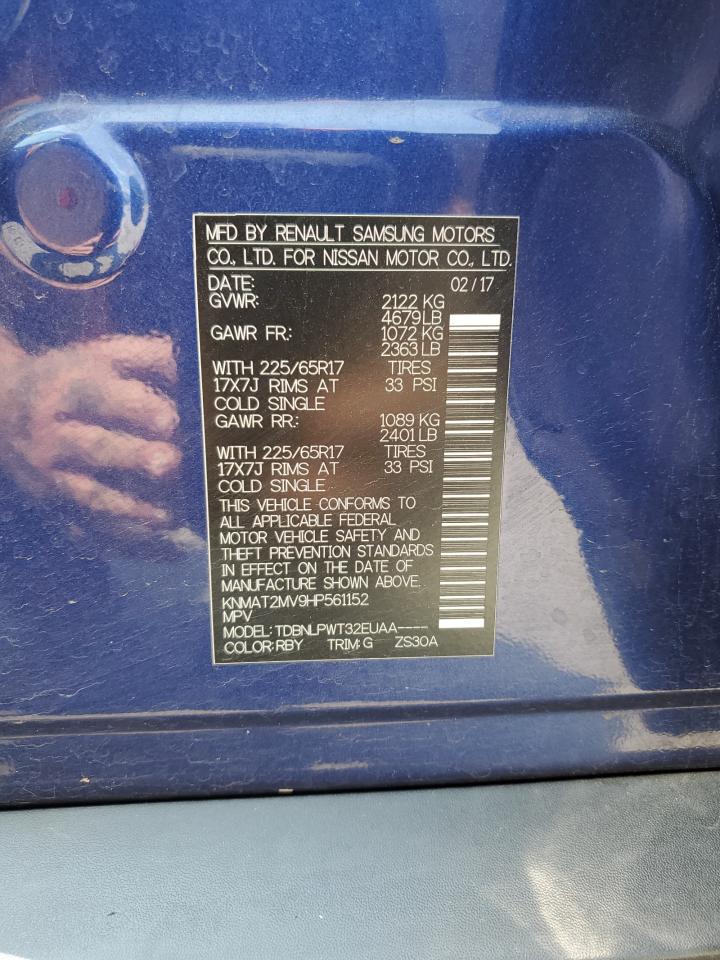 MFD BY RENAULT SAMSUNG MOTORS
CO., LTD. FOR NISSAN MOTOR CO., LTD.
DATE: 02/17
GVWR: 2122 KG
4679LB
GAWR FR: 1072 KG
2363LB
WITH 225/65R17 TIRES
17X7J RIMS AT 33 PSI
COLD SINGLE
GAWR RR: 1089 KG
2401LB
WITH 225/65R17 TIRES
17X7J RIMS AT 33 PSI
COLD SINGLE
THIS VEHICLE CONFORMS TO
ALL APPLICABLE FEDERAL
MOTOR VEHICLE SAFETY AND
THEFT PREVENTION STANDARDS
IN EFFECT ON THE DATE OF
MANUFACTURE SHOWN ABOVE.
KNMAT2MV9HP561152
MPV
MODEL: TDBNLPWT32EUAA----
COLOR: RBY TRIM: G ZS30A